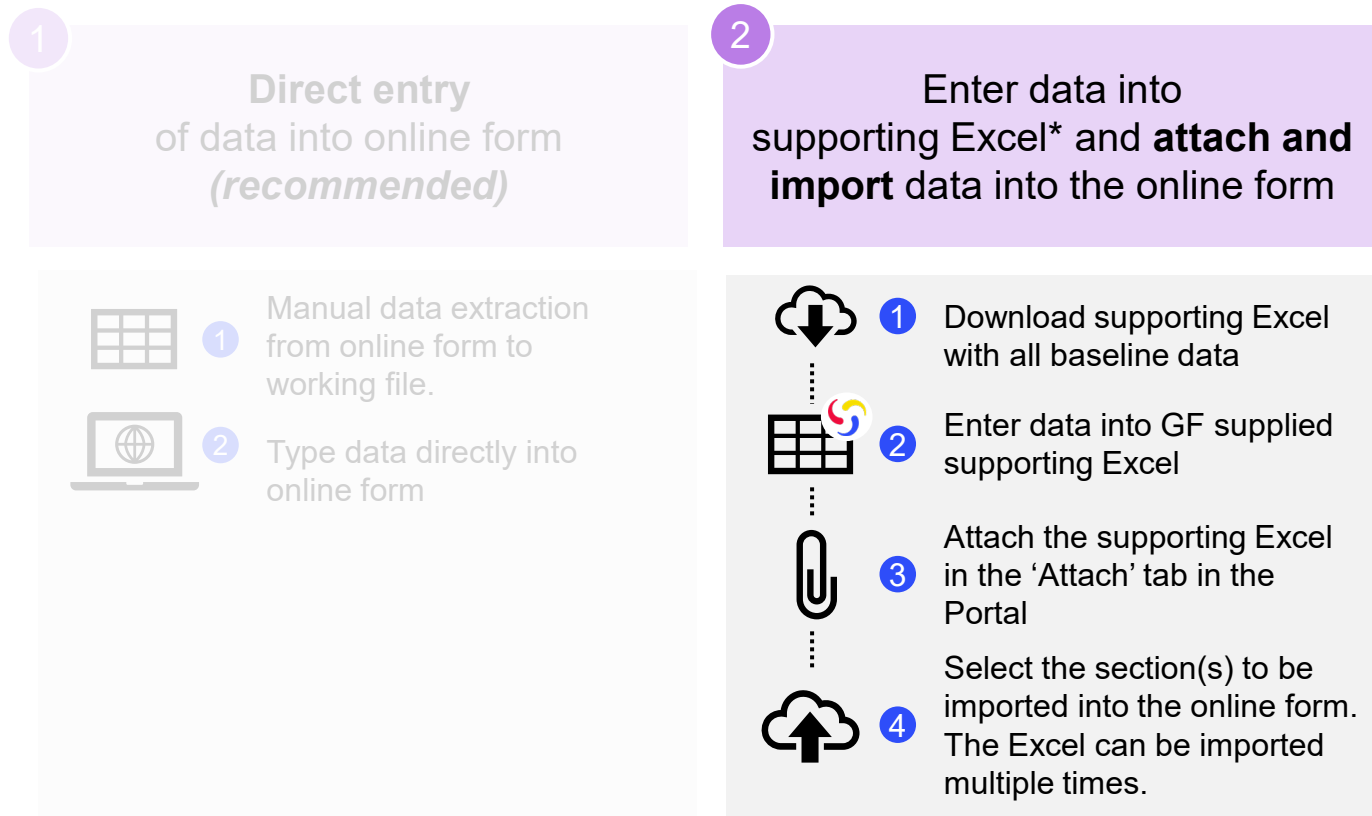 1
Direct entry
of data into online form
(recommended)
1
Manual data extraction
from online form to
working file.
2
Type data directly into
online form
2
Enter data into
supporting Excel* and attach and
import data into the online form
1
Download supporting Excel
with all baseline data
2
Enter data into GF supplied
supporting Excel
3
Attach the supporting Excel
in the ‘Attach’ tab in the
Portal
4
Select the section(s) to be
imported into the online form.
The Excel can be imported
multiple times.